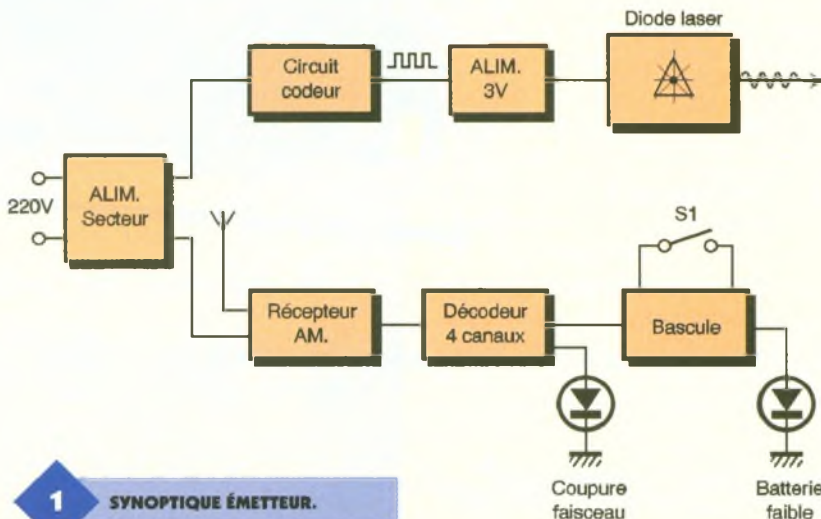 Diode laser
Circuit
codeur
ALIM.
3V
220V
ALIM.
Secteur
S1
Récepteur
AM.
Décodeur
4 canaux
Bascule
Coupure
faisceau
Batterie
faible
1 SYNOPTIQUE ÉMETTEUR.